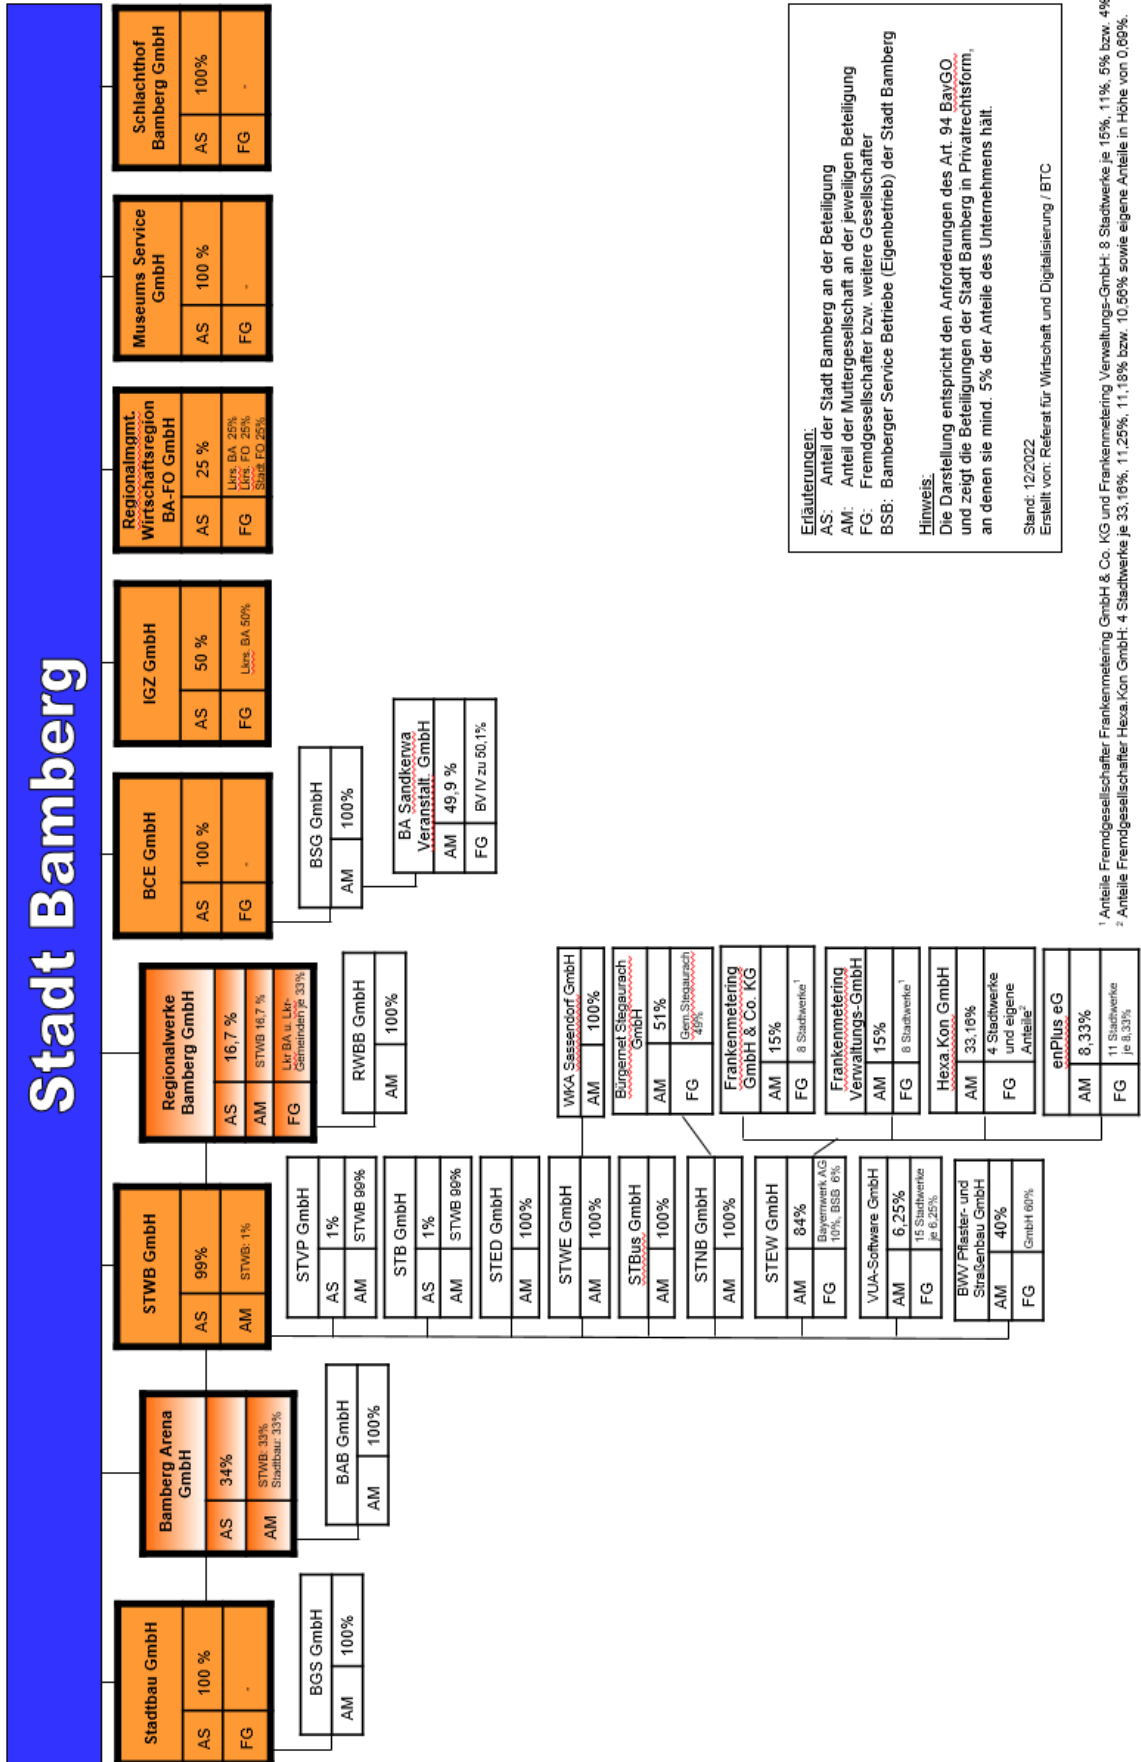 Stadt Bamberg
Stadtbau GmbH
AS 100 %
FG -
BGS GmbH
AM 100%
Bamberg Arena
GmbH
AS 34%
AM STWB: 33%
Stadtbau: 33%
BAB GmbH
AM 100%
STWB GmbH
AS 99%
AM STWB: 1%
STVP GmbH
AS 1%
AM STWB 99%
STB GmbH
AS 1%
AM STWB 99%
STED GmbH
AM 100%
STWE GmbH
AM 100%
STBus GmbH
AM 100%
STNB GmbH
AM 100%
STEW GmbH
AM 84%
FG Bayernwerk AG
10%, BSB 6%
VUA-Software GmbH
AM 6,25%
FG 15 Stadtwerke
je 6,25%
BWV Pflaster- und
Straßenbau GmbH
AM 40%
FG GmbH 60%
Regionalwerke
Bamberg GmbH
AS 16,7 %
AM STWB 16,7 %
FG Lkr BA u. Lkr-
Gemeinden je 33%
RWBB GmbH
AM 100%
WKA Sassendorf GmbH
AM 100%
Bürgernet Stegaurach
GmbH
AM 51%
FG Gem.Stegaurach
49%
Frankenmetering
GmbH & Co. KG
AM 15%
FG 8 Stadtwerke¹
Frankenmetering
Verwaltungs-GmbH
AM 15%
FG 8 Stadtwerke¹
Hexa.Kon GmbH
AM 33,16%
FG 4 Stadtwerke
und eigene
Anteile²
enPlus eG
AM 8,33%
FG 11 Stadtwerke
je 8,33%
BCE GmbH
AS 100 %
FG -
BSG GmbH
AM 100%
BA Sandkerwa
Veranstalt. GmbH
AM 49,9 %
FG BV IV zu 50,1%
IGZ GmbH
AS 50 %
FG Lkrs. BA 50%
Regionalmgmt.
Wirtschaftsregion
BA-FO GmbH
AS 25 %
FG Lkrs. BA 25%
Lkrs. FO 25%
Stadt FO 25%
Museums Service
GmbH
AS 100 %
FG -
Schlachthof
Bamberg GmbH
AS 100%
FG -
Erläuterungen:
AS: Anteil der Stadt Bamberg an der Beteiligung
AM: Anteil der Muttergesellschaft an der jeweiligen Beteiligung
FG: Fremdgesellschafter bzw. weitere Gesellschafter
BSB: Bamberger Service Betriebe (Eigenbetrieb) der Stadt Bamberg
Hinweis:
Die Darstellung entspricht den Anforderungen des Art. 94 BayGO
und zeigt die Beteiligungen der Stadt Bamberg in Privatrechtsform,
an denen sie mind. 5% der Anteile des Unternehmens hält.
Stand: 12/2022
Erstellt von: Referat für Wirtschaft und Digitalisierung / BTC
¹ Anteile Fremdgesellschafter Frankenmetering GmbH & Co. KG und Frankenmetering Verwaltungs-GmbH: 8 Stadtwerke je 15%, 11%, 5% bzw. 4%
² Anteile Fremdgesellschafter Hexa.Kon GmbH: 4 Stadtwerke je 33,16%, 11,25%, 11,18% bzw. 10,56% sowie eigene Anteile in Höhe von 0,69%.